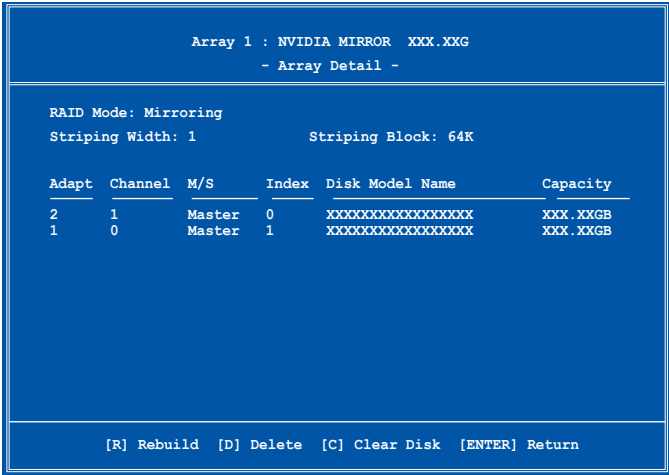 Array 1 : NVIDIA MIRROR XXX.XXG
- Array Detail -
RAID Mode: Mirroring
Striping Width: 1 Striping Block: 64K
Adapt Channel M/S Index Disk Model Name Capacity
2 1 Master 0 XXXXXXXXXXXXXXXXX XXX.XXGB
1 0 Master 1 XXXXXXXXXXXXXXXXX XXX.XXGB
[R] Rebuild [D] Delete [C] Clear Disk [ENTER] Return